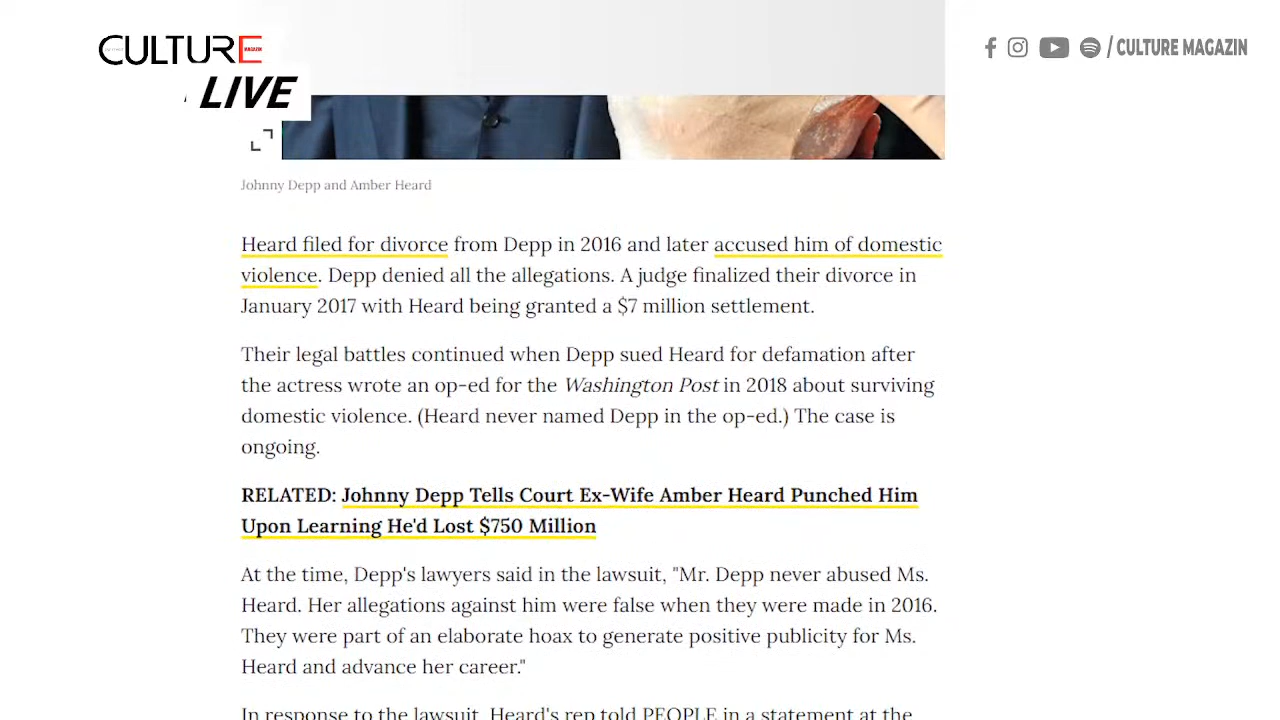 CULTURE
MAGAZIN
LIVE
/ CULTURE MAGAZIN
Johnny Depp and Amber Heard
Heard filed for divorce from Depp in 2016 and later accused him of domestic
violence. Depp denied all the allegations. A judge finalized their divorce in
January 2017 with Heard being granted a $7 million settlement.
Their legal battles continued when Depp sued Heard for defamation after
the actress wrote an op-ed for the Washington Post in 2018 about surviving
domestic violence. (Heard never named Depp in the op-ed.) The case is
ongoing.
RELATED: Johnny Depp Tells Court Ex-Wife Amber Heard Punched Him
Upon Learning He'd Lost $750 Million
At the time, Depp's lawyers said in the lawsuit, "Mr. Depp never abused Ms.
Heard. Her allegations against him were false when they were made in 2016.
They were part of an elaborate hoax to generate positive publicity for Ms.
Heard and advance her career."
In response to the lawsuit, Heard's rep told PEOPLE in a statement at the